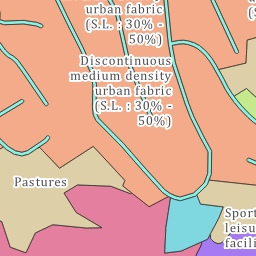 urban fabric
(S.L. : 30% -
50%)
Discontinuous
medium density
urban fabric
(S.L. : 30% -
50%)
Pastures
Sport
leisu
facili